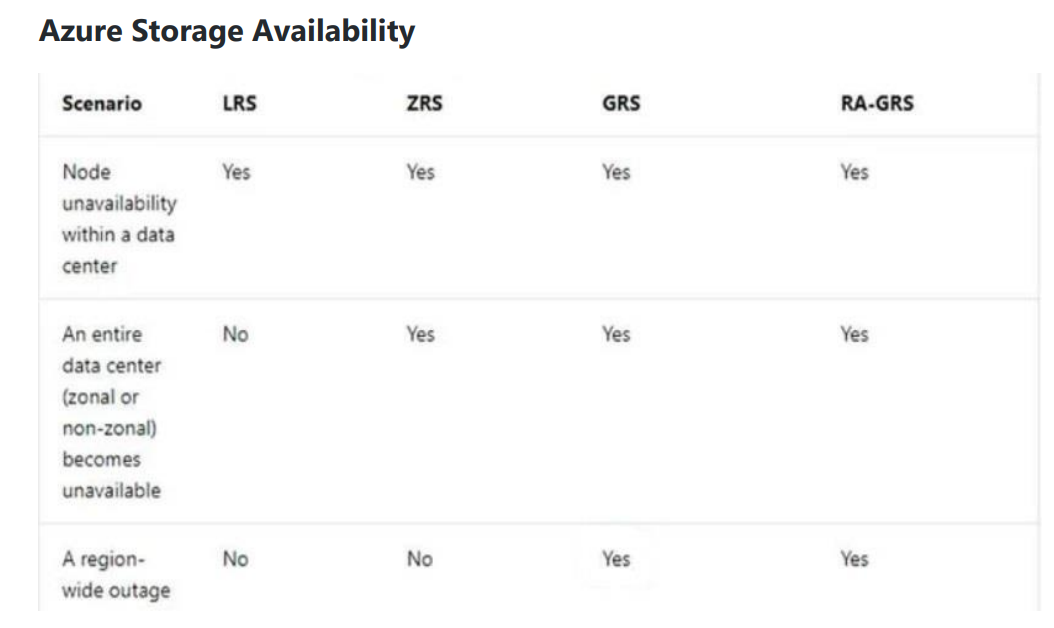 Azure Storage Availability
Scenario LRS ZRS GRS RA-GRS
Node Yes Yes Yes Yes
unavailability
within a data
center
An entire No Yes Yes Yes
data center
(zonal or
non-zonal)
becomes
unavailable
A region- No No Yes Yes
wide outage